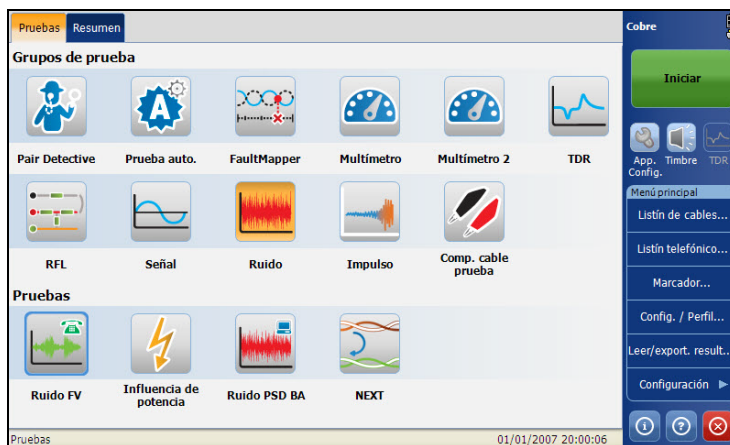 Pruebas Resumen
Grupos de prueba
Pair Detective Prueba auto. FaultMapper Multímetro Multímetro 2 TDR
RFL Señal Ruido Impulso Comp. cable
prueba
Pruebas
Ruido FV Influencia de
potencia Ruido PSD BA NEXT
Pruebas 01/01/2007 20:00:06
Cobre
Iniciar
App.
Config. Timbre TDR
Menú principal
Listín de cables...
Listín telefónico...
Marcador...
Config. / Perfil...
Leer/export. result..
Configuración